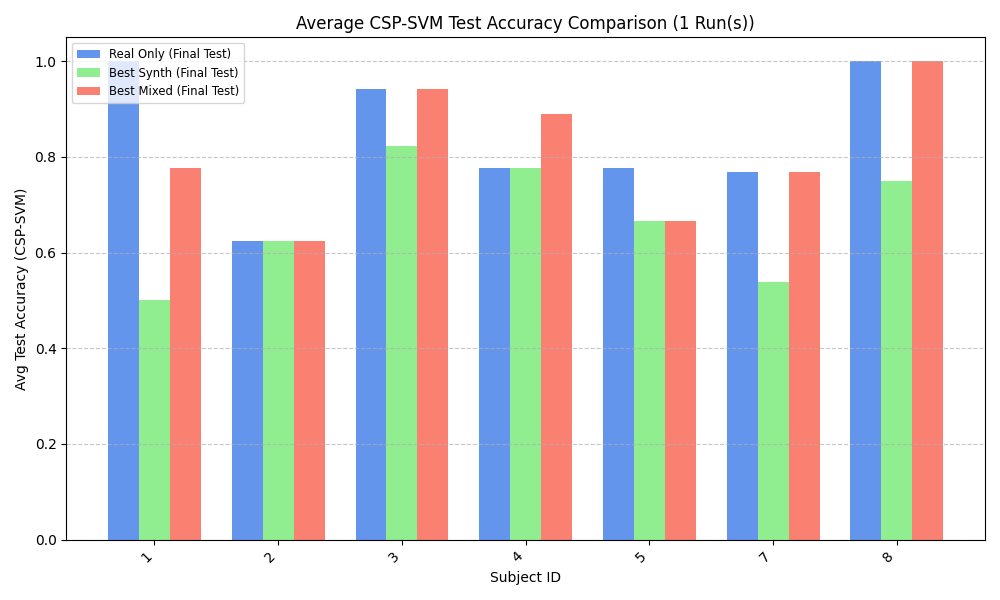 Average CSP-SVM Test Accuracy Comparison (1 Run(s))
Real Only (Final Test)
Best Synth (Final Test)
Best Mixed (Final Test)
Avg Test Accuracy (CSP-SVM)
1.0
0.8
0.6
0.4
0.2
0.0
1 2 3 4 5 7 8
Subject ID